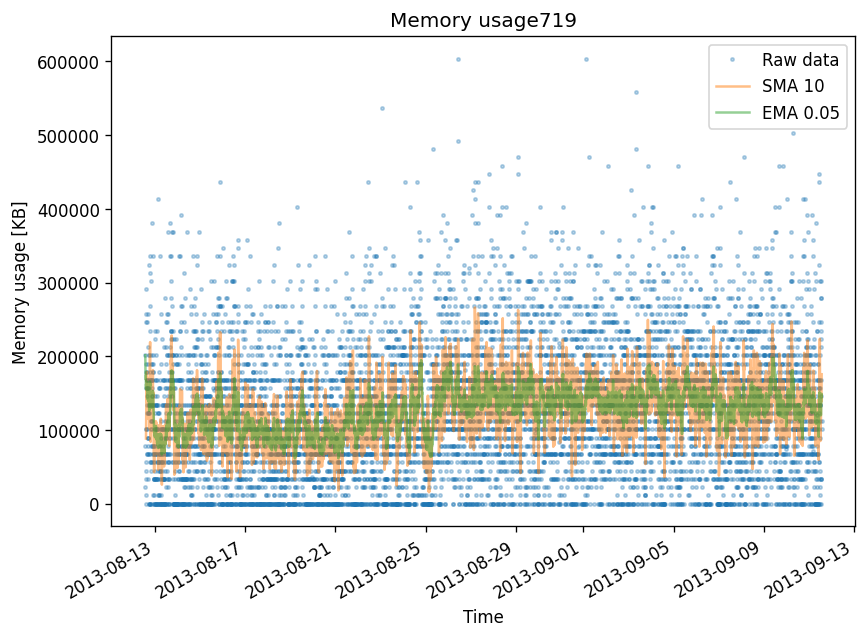 Memory usage719
Raw data
SMA 10
EMA 0.05
Memory usage [KB]
600000
500000
400000
300000
200000
100000
0
2013-08-13
2013-08-17
2013-08-21
2013-08-25
2013-08-29
2013-09-01
2013-09-05
2013-09-09
2013-09-13
Time